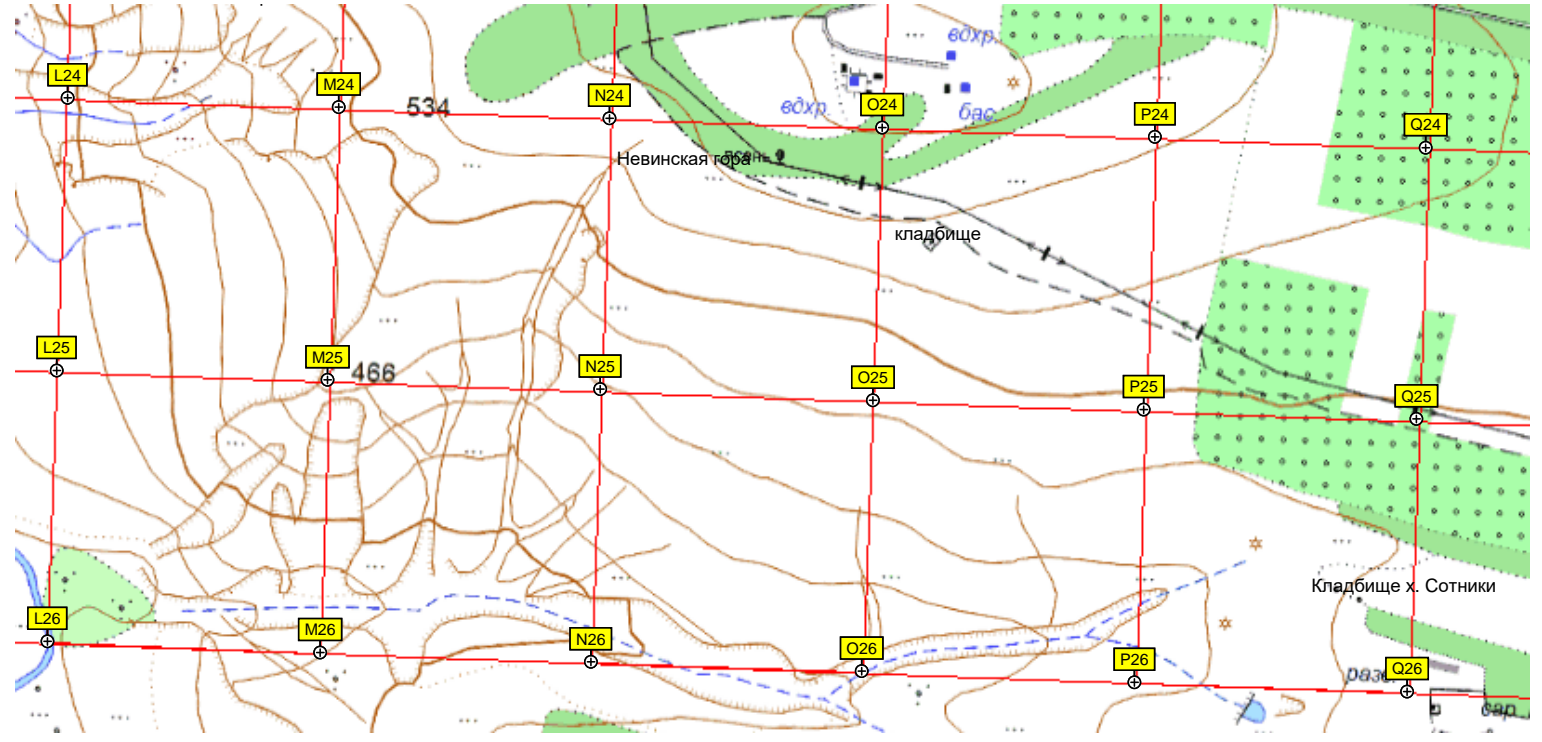 вдхр.
L24
M24
534
N24
вдхр
O24
бас.
P24
Q24
Невинская гора
кладбище
L25
M25
466
N25
O25
P25
Q25
Кладбище х. Сотники
L26
M26
N26
O26
P26
Q26
сар.